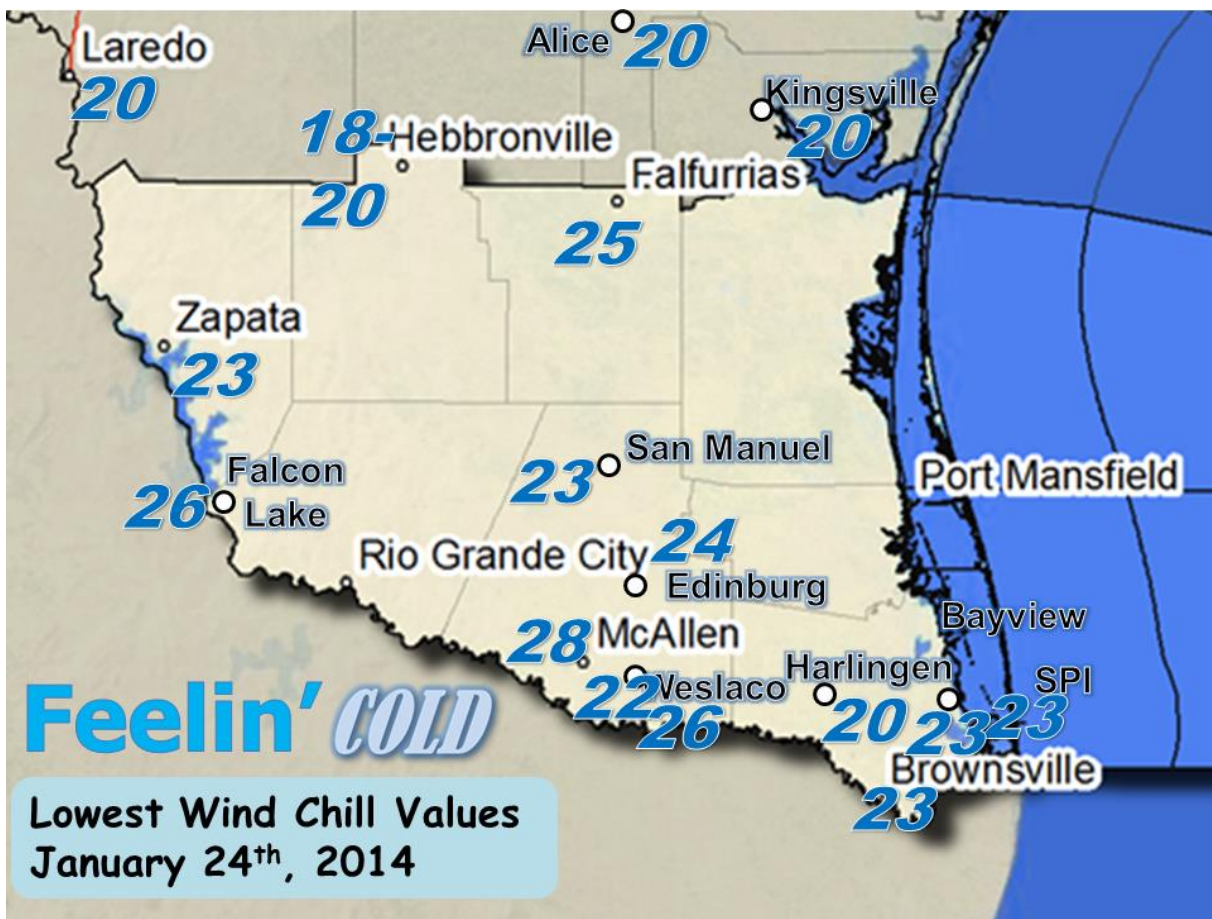 Laredo
20
Alice
20
Kingsville
20
18-
Hebbronville
20
Falfurrias
25
Zapata
23
San Manuel
23
Falcon
Lake
26
Port Mansfield
Rio Grande City
24
Edinburg
Bayview
28
McAllen
Harlingen
SPI
22
Weslaco
26
20
23
23
Brownsville
23
Feelin' COLD
Lowest Wind Chill Values
January 24th, 2014